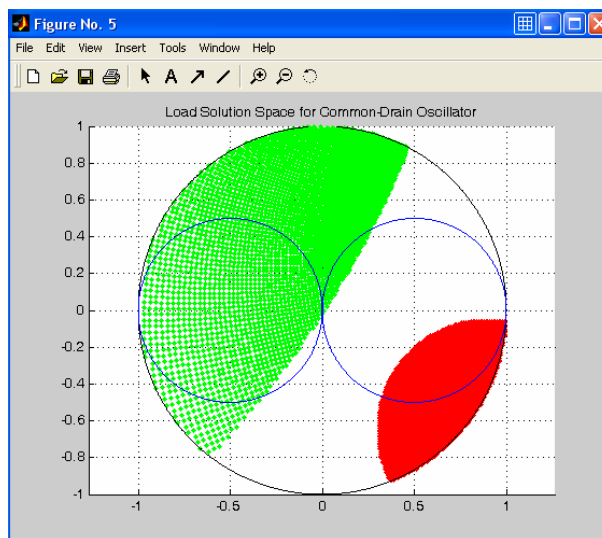 Figure No. 5
File Edit View Insert Tools Window Help
A
Load Solution Space for Common-Drain Oscillator
1
0.8
0.6
0.4
0.2
0
-0.2
-0.4
-0.6
-0.8
-1
-1 -0.5 0 0.5 1